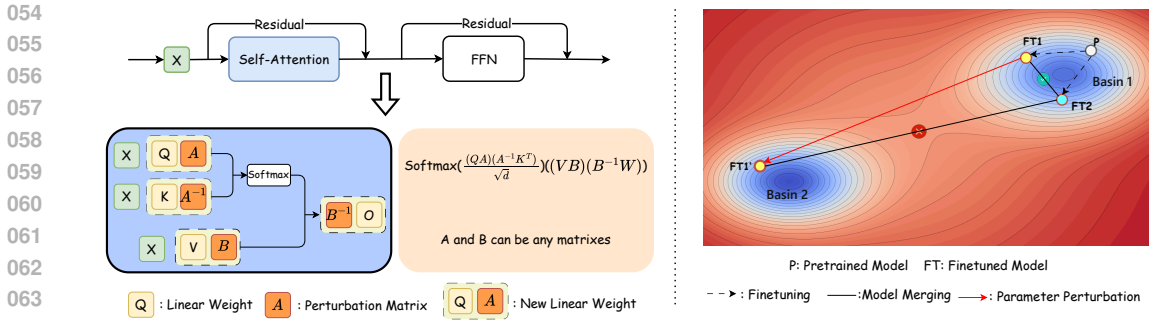 054
055
056
057
058
059
060
061
062
063
Residual
Residual
X
Self-Attention
FFN
X
Q
A
X
K
A^{-1}
Softmax
X
V
B
B^{-1}
O
Softmax(\frac{(QA)(A^{-1}K^T)}{\sqrt{d}})((VB)(B^{-1}W))
A and B can be any matrixes
Q : Linear Weight
A : Perturbation Matrix
Q A : New Linear Weight
FT1
P
Basin 1
FT2
FT1'
Basin 2
P: Pretrained Model FT: Finetuned Model
: Finetuning
:Model Merging
: Parameter Perturbation